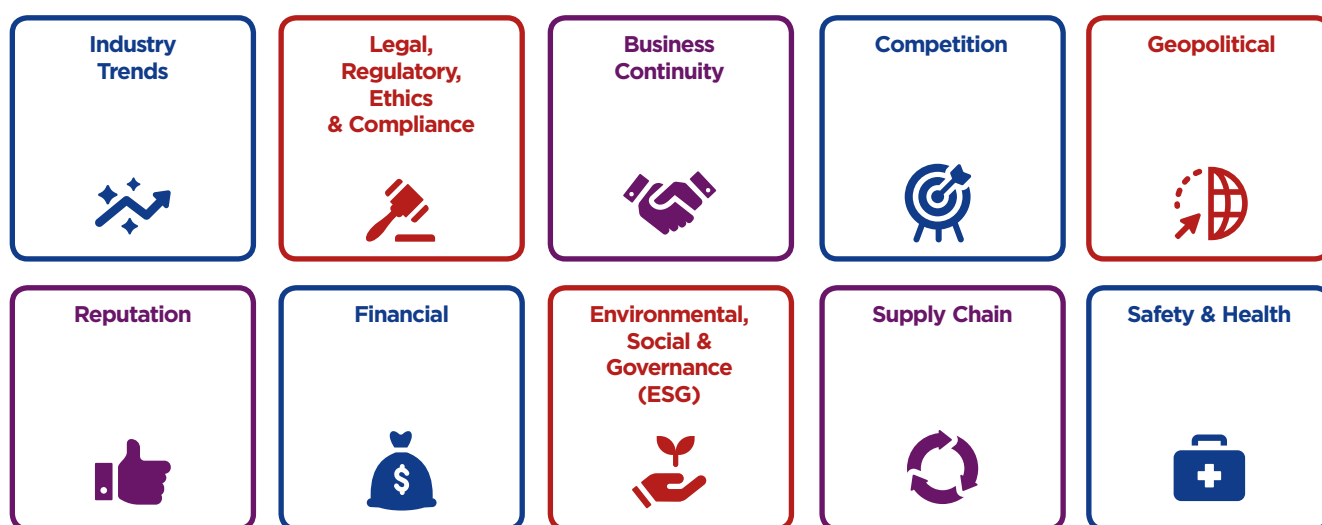 Industry
Trends
Legal,
Regulatory,
Ethics
& Compliance
Business
Continuity
Competition
Geopolitical
Reputation
Financial
$
Environmental,
Social &
Governance
(ESG)
Supply Chain
Safety & Health